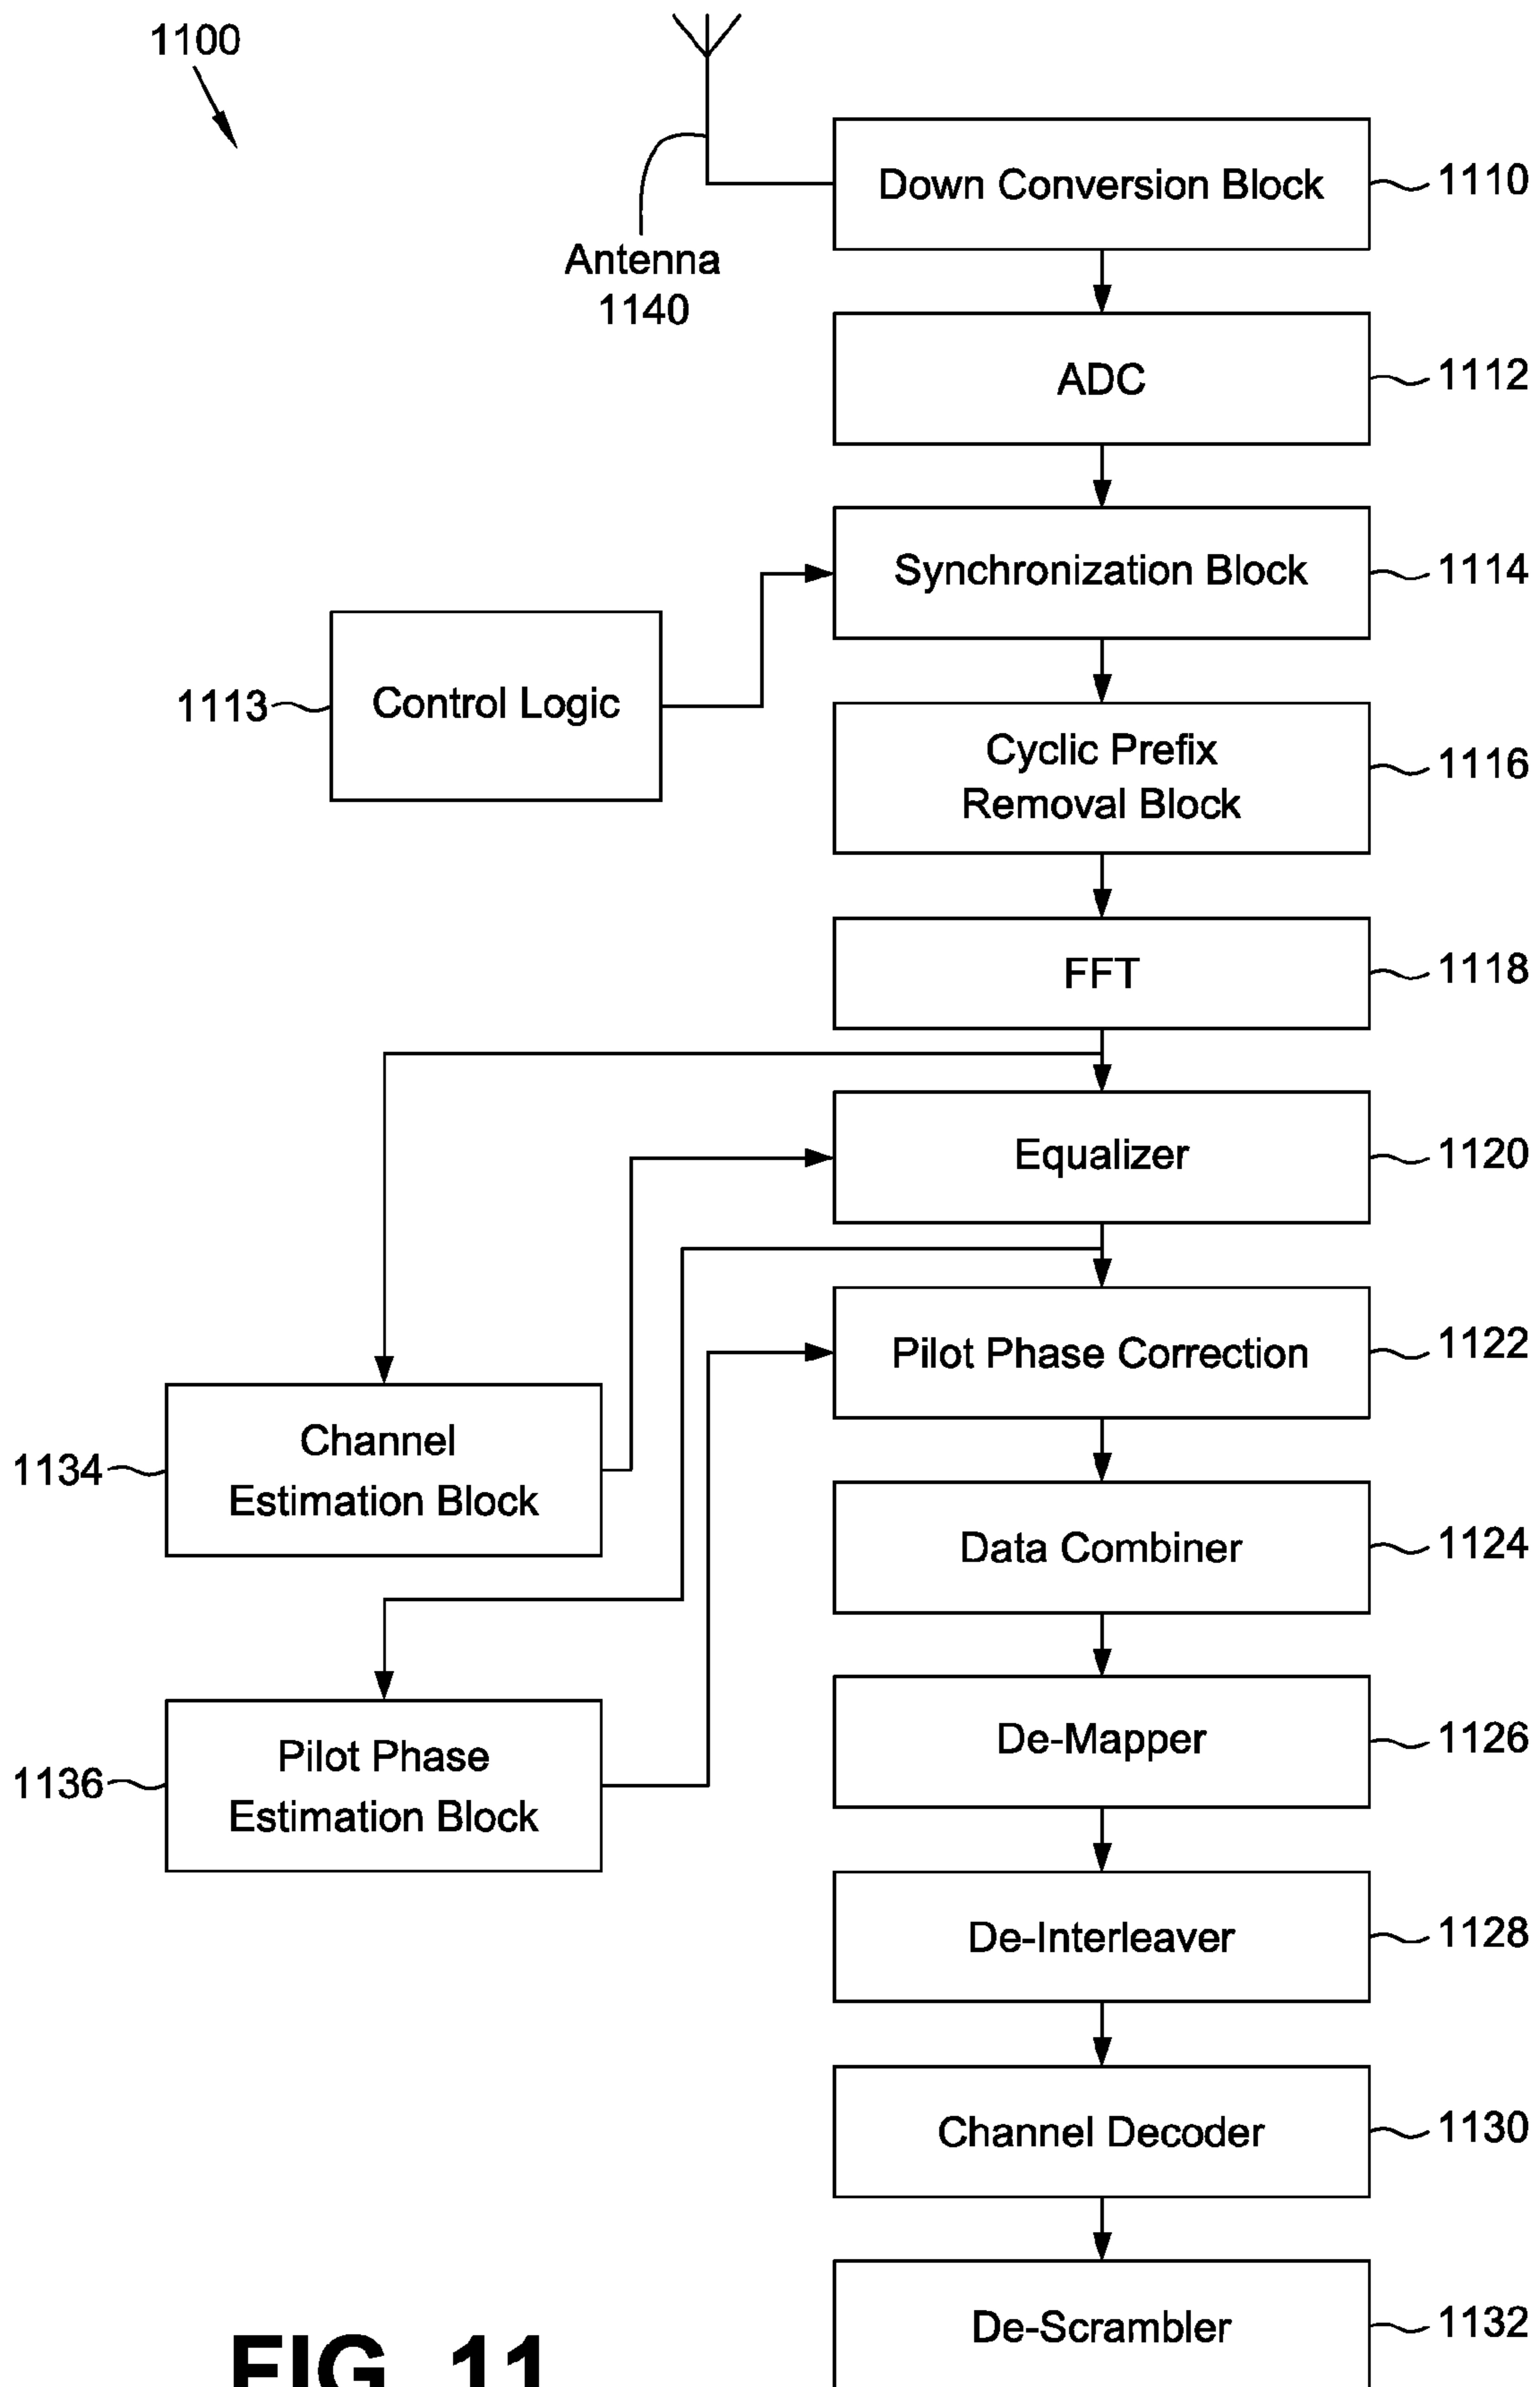 1100
Down Conversion Block
1110
Antenna
1140
ADC
1112
Synchronization Block
1114
1113
Control Logic
Cyclic Prefix
Removal Block
1116
FFT
1118
Equalizer
1120
Pilot Phase Correction
1122
1134
Channel
Estimation Block
Data Combiner
1124
1136
Pilot Phase
Estimation Block
De-Mapper
1126
De-Interleaver
1128
Channel Decoder
1130
De-Scrambler
1132
FIG. 11